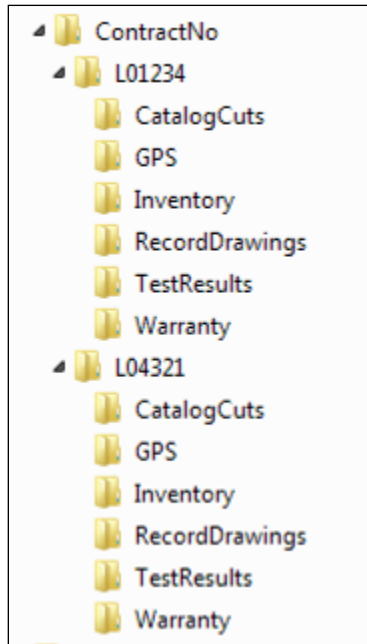 ContractNo
L01234
CatalogCuts
GPS
Inventory
RecordDrawings
TestResults
Warranty
L04321
CatalogCuts
GPS
Inventory
RecordDrawings
TestResults
Warranty